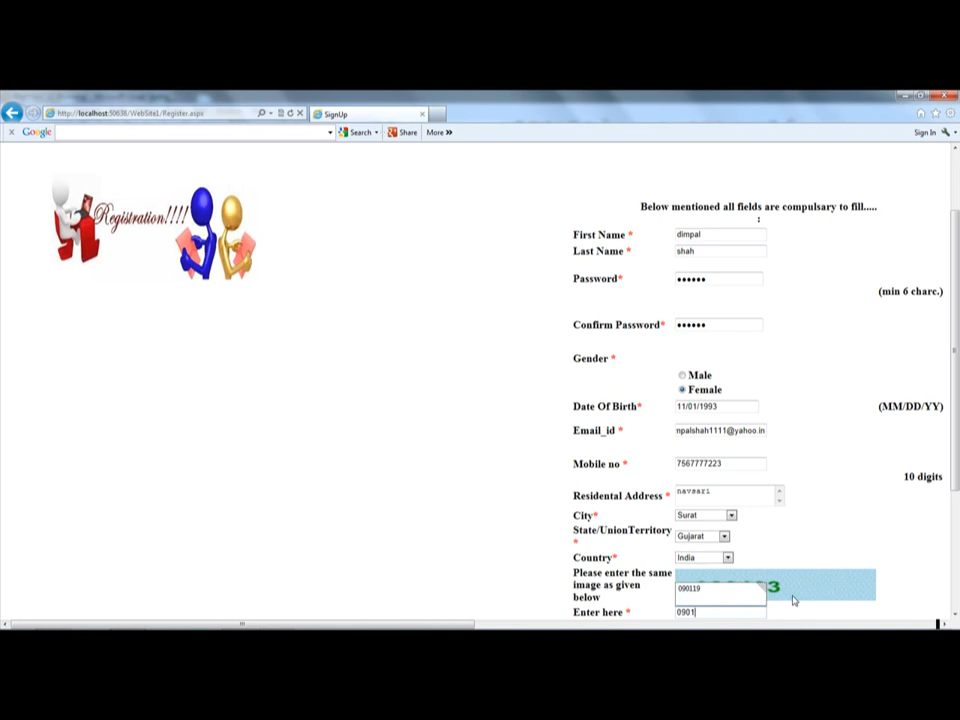 http://localhost:50638/WebSite1/Register.aspx
SignUp
x Google Search Share More » Sign In
Registration!!!!
Below mentioned all fields are compulsary to fill.....
:
First Name * dimpal
Last Name * shah
Password* ••••••
(min 6 charc.)
Confirm Password* ••••••
Gender *
Male
Female
Date Of Birth* 11/01/1993 (MM/DD/YY)
Email_id * npalshah1111@yahoo.in
Mobile no * 7567777223
10 digits
Residental Address * navsari
City* Surat
State/UnionTerritory
* Gujarat
Country* India
Please enter the same
image as given 3
below 090119
Enter here * 0901